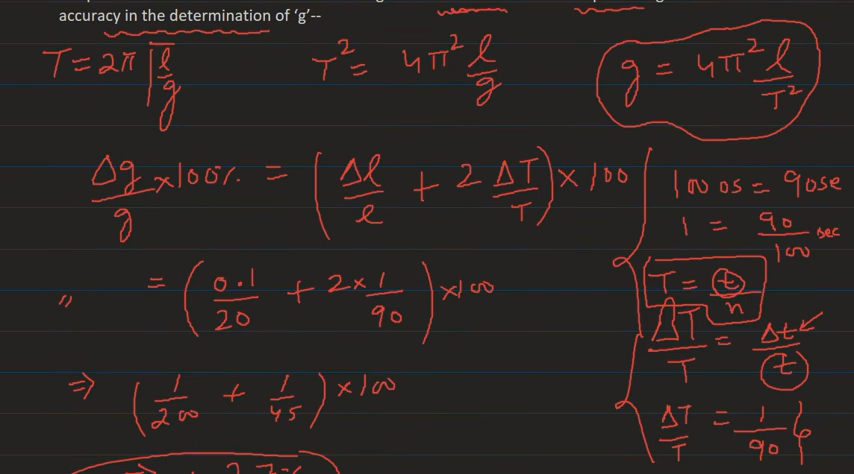 accuracy in the determination of 'g'--
T = 2π √(l/g)
T² = 4π² l/g
g = 4π² l/T²
Δg/g × 100% = (Δl/l + 2 ΔT/T) × 100
" = (0.1/20 + 2×1/90) × 100
⇒ (1/200 + 1/45) × 100
100 os = 90 se
1 = 90/100 sec
T = t/n
ΔT/T = Δt/t
ΔT/T = 1/90